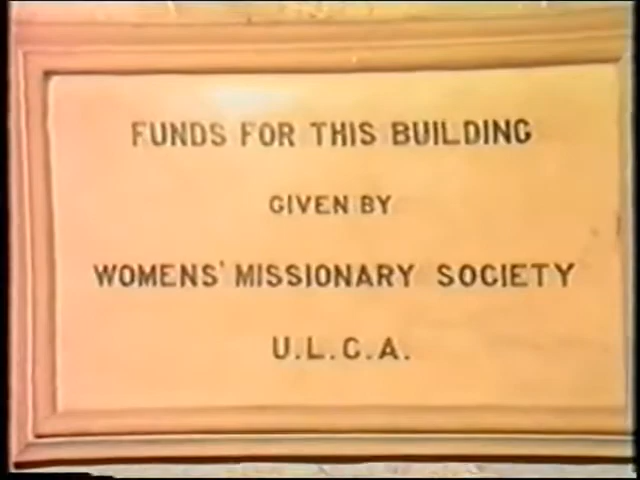 FUNDS FOR THIS BUILDING
GIVEN BY
WOMENS' MISSIONARY SOCIETY
U.L.C.A.